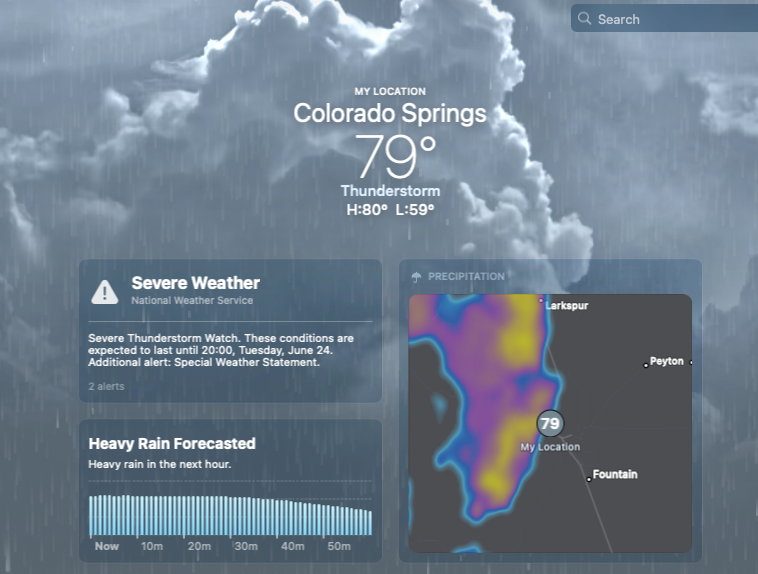 Search
MY LOCATION
Colorado Springs
79°
Thunderstorm
H:80° L:59°
Severe Weather
National Weather Service
Severe Thunderstorm Watch. These conditions are
expected to last until 20:00, Tuesday, June 24.
Additional alert: Special Weather Statement.
2 alerts
Heavy Rain Forecasted
Heavy rain in the next hour.
Now 10m 20m 30m 40m 50m
PRECIPITATION
Larkspur
Peyton
79
My Location
Fountain